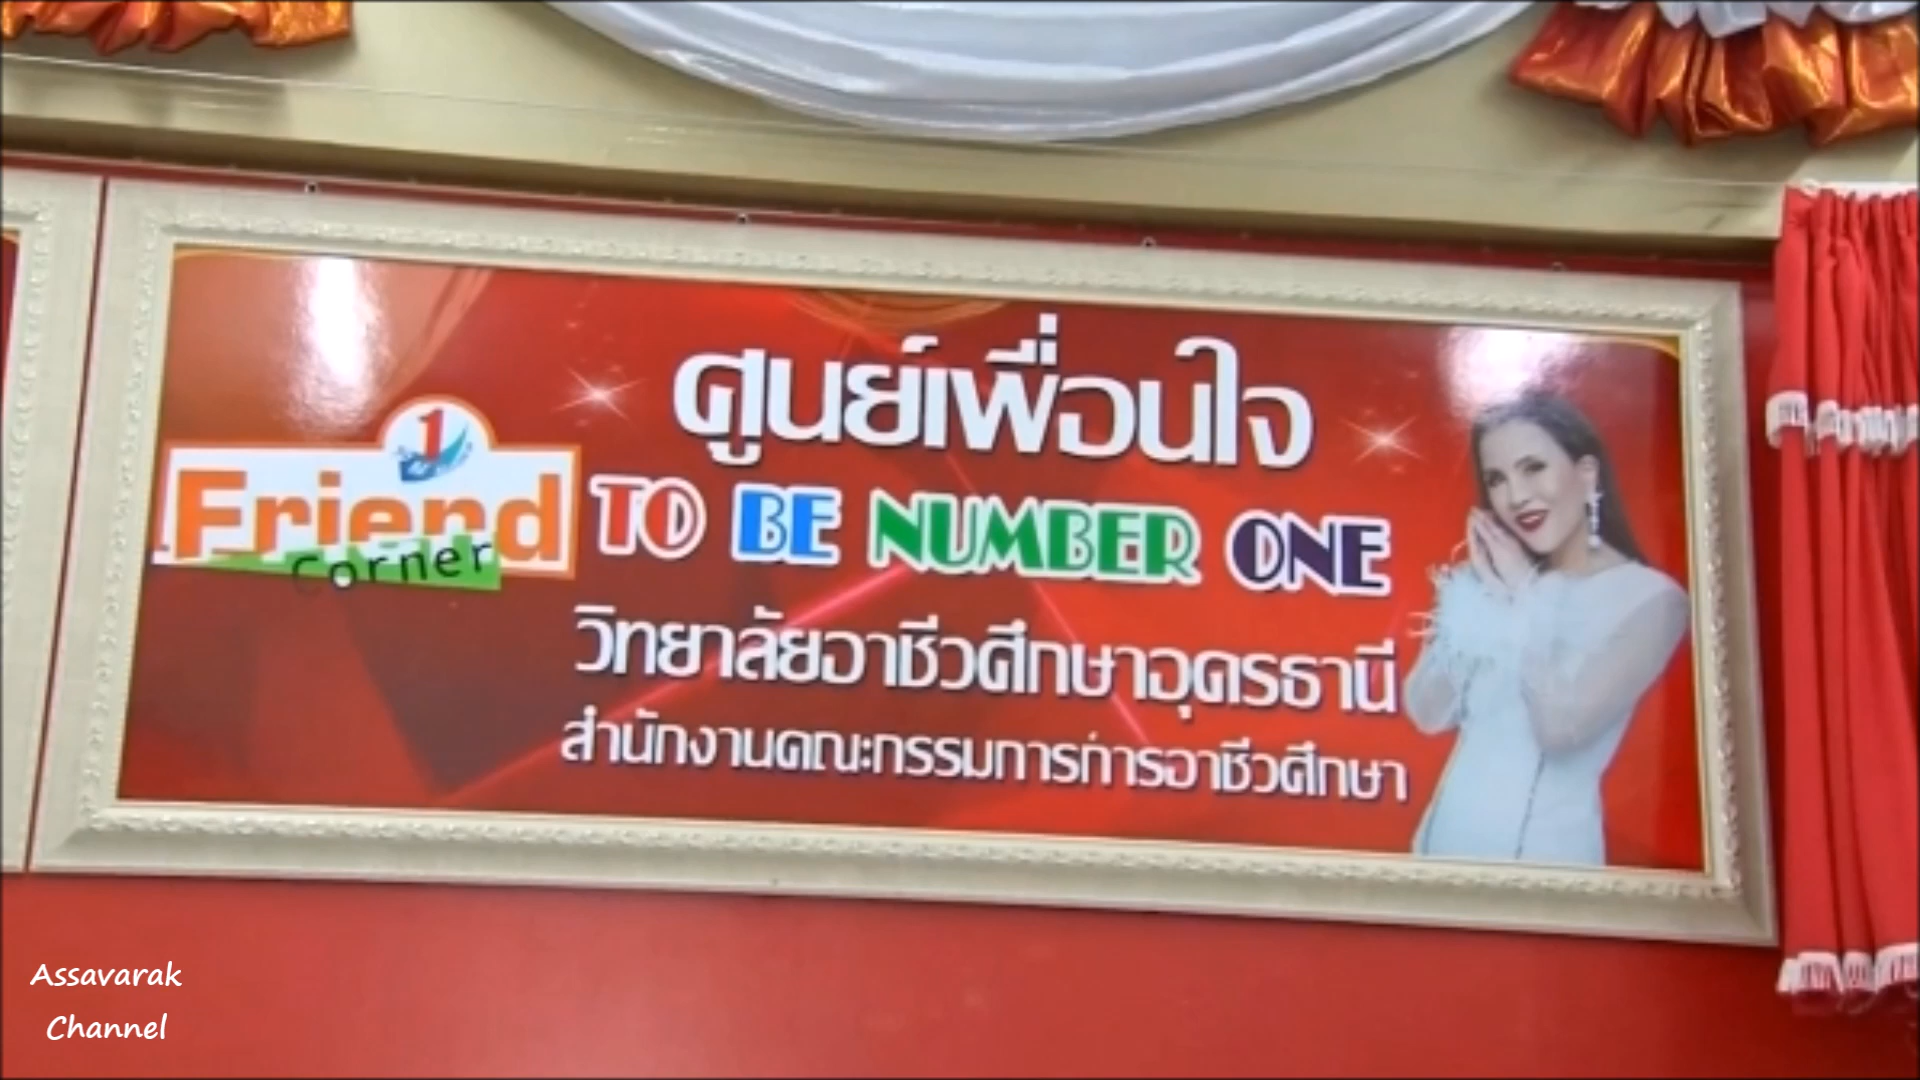 ศูนย์เพื่อนใจ
1
Friend
Corner
TO BE NUMBER ONE
วิทยาลัยอาชีวศึกษาอุดรธานี
สำนักงานคณะกรรมการการอาชีวศึกษา
Assavarak
Channel